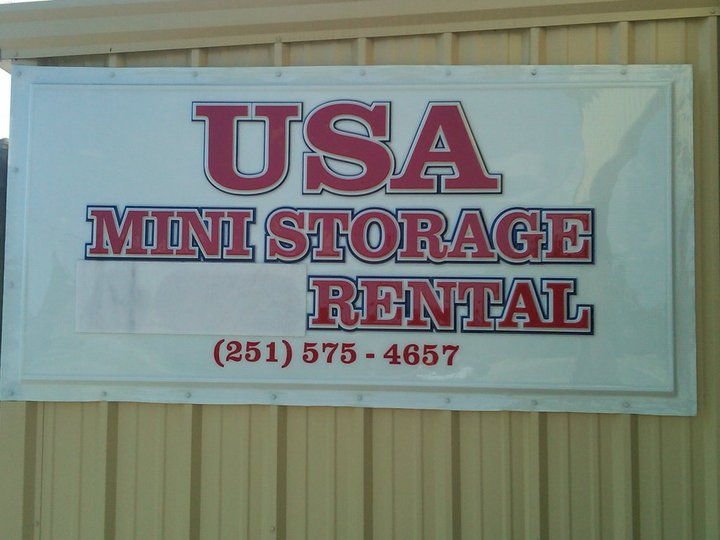 USA
MINI STORAGE
RENTAL
(251) 575 - 4657